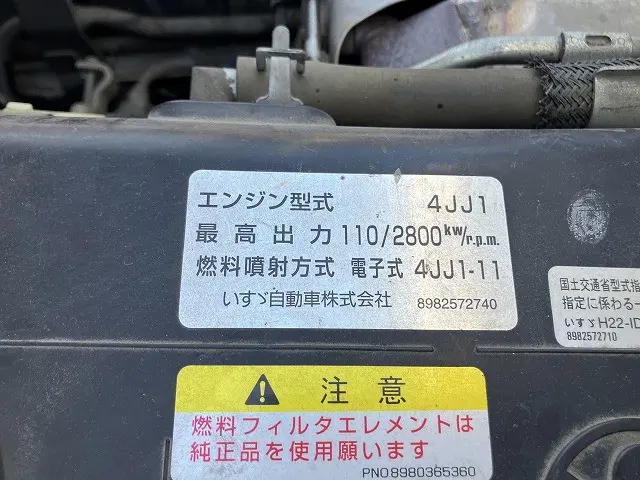 エンジン型式 4JJ1
最高出力 110/2800kw/r.p.m.
燃料噴射方式 電子式 4JJ1-11
いすゞ自動車株式会社 8982572740
国土交通省型式指
指定に係わる一
いすゞH22-ID
8982572710
注意
燃料フィルタエレメントは
純正品を使用願います
PNO8980365360